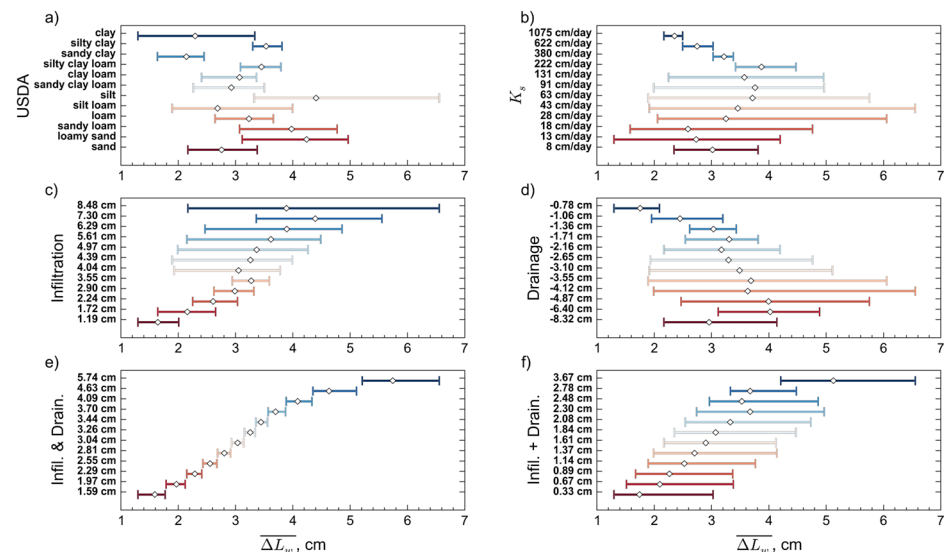 a)
USDA
clay
silty clay
sandy clay
silty clay loam
clay loam
sandy clay loam
silt
silt loam
loam
sandy loam
loamy sand
sand
1 2 3 4 5 6 7
b)
K_s
1075 cm/day
622 cm/day
380 cm/day
222 cm/day
131 cm/day
91 cm/day
63 cm/day
43 cm/day
28 cm/day
18 cm/day
13 cm/day
8 cm/day
1 2 3 4 5 6 7
c)
Infiltration
8.48 cm
7.30 cm
6.29 cm
5.61 cm
4.97 cm
4.39 cm
4.04 cm
3.55 cm
2.90 cm
2.24 cm
1.72 cm
1.19 cm
1 2 3 4 5 6 7
d)
Drainage
-0.78 cm
-1.06 cm
-1.36 cm
-1.71 cm
-2.16 cm
-2.65 cm
-3.10 cm
-3.55 cm
-4.12 cm
-4.87 cm
-6.40 cm
-8.32 cm
1 2 3 4 5 6 7
e)
Infil. & Drain.
5.74 cm
4.63 cm
4.09 cm
3.70 cm
3.44 cm
3.26 cm
3.04 cm
2.81 cm
2.55 cm
2.29 cm
1.97 cm
1.59 cm
1 2 3 4 5 6 7
ΔL_w, cm
f)
Infil. + Drain.
3.67 cm
2.78 cm
2.48 cm
2.30 cm
2.08 cm
1.84 cm
1.61 cm
1.37 cm
1.14 cm
0.89 cm
0.67 cm
0.33 cm
1 2 3 4 5 6 7
ΔL_w, cm